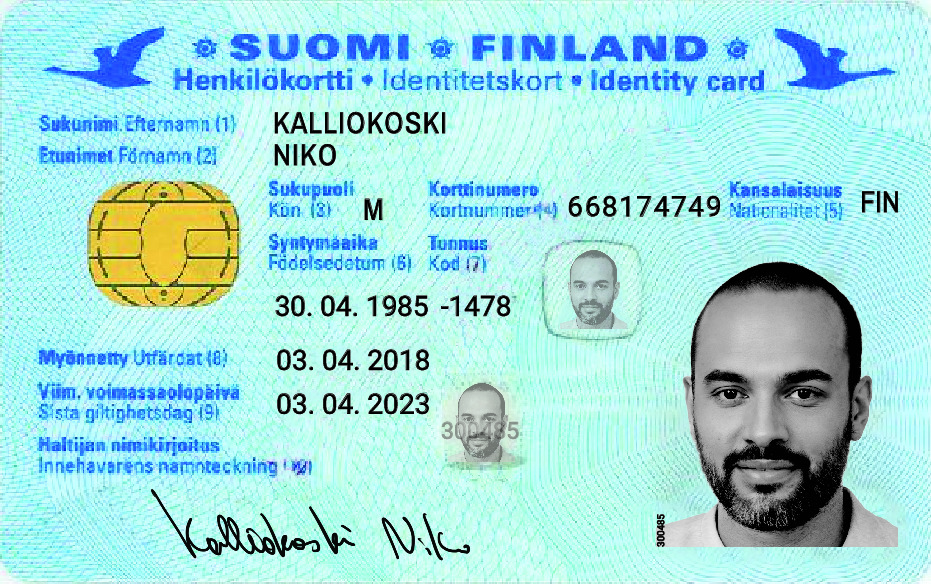 SUOMI FINLAND
Henkilökortti • Identitetskort • Identity card
Sukunimi Efternamn (1) KALLIOKOSKI
Etunimet Förnamn (2) NIKO
Sukupuoli Korttinumero Kansalaisuus
Kön (3) M Kortnummer (4) 668174749 Nationalitet (5) FIN
Syntymäaika Tunnus
Födelsedetum (6) Kod (7)
30. 04. 1985 -1478
Myönnetty Utfärdat (8) 03. 04. 2018
Viim. voimassaolopäivä
Sista giltighetsdag (9) 03. 04. 2023
300485
Haltijan nimikirjoitus
Innehavarens namnteckning
Kalliokoski Niko
300485